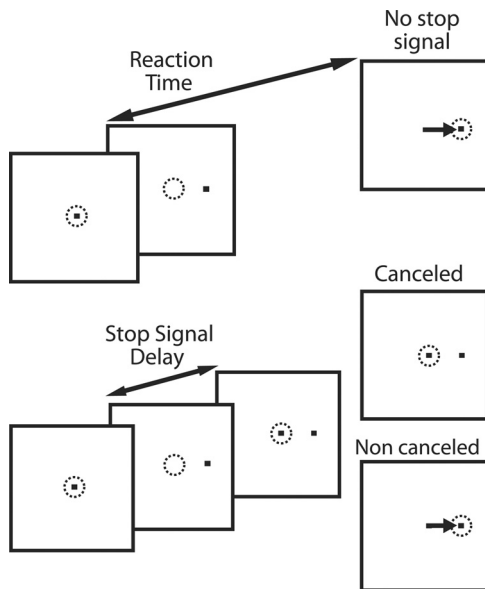 No stop
signal
Reaction
Time
Canceled
Stop Signal
Delay
Non canceled